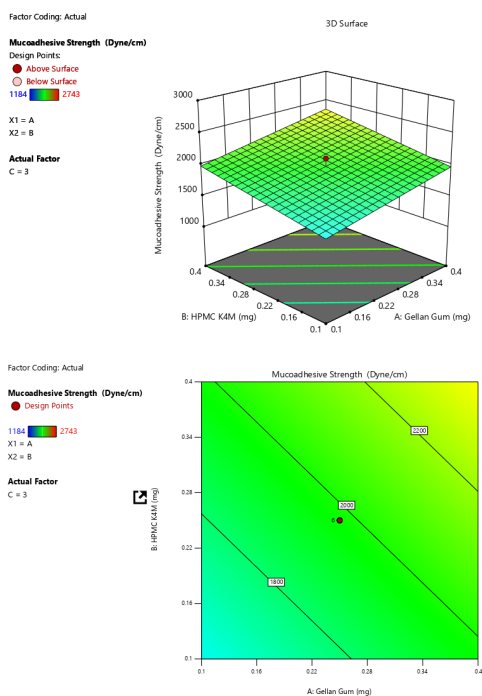 Factor Coding: Actual
3D Surface
Mucoadhesive Strength (Dyne/cm)
Design Points:
Above Surface
Below Surface
1184 2743
X1 = A
X2 = B
Actual Factor
C = 3
Mucoadhesive Strength (Dyne/cm)
3000
2500
2000
1500
1000
0.4 0.4
0.34 0.34
0.28 0.28
0.22 0.22
0.16 0.16
0.1 0.1
B: HPMC K4M (mg) A: Gellan Gum (mg)
Factor Coding: Actual
Mucoadhesive Strength (Dyne/cm)
Mucoadhesive Strength (Dyne/cm)
Design Points
1184 2743
X1 = A
X2 = B
Actual Factor
C = 3
B: HPMC K4M (mg)
0.4
0.34
0.28
0.22
0.16
0.1
2200
2000
6
1800
0.1 0.16 0.22 0.28 0.34 0.4
A: Gellan Gum (mg)